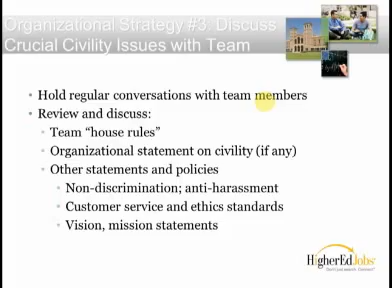 Organizational Strategy #3: Discuss
Crucial Civility Issues with Team
• Hold regular conversations with team members
• Review and discuss:
• Team "house rules"
• Organizational statement on civility (if any)
• Other statements and policies
• Non-discrimination; anti-harassment
• Customer service and ethics standards
• Vision, mission statements
HigherEdJobs